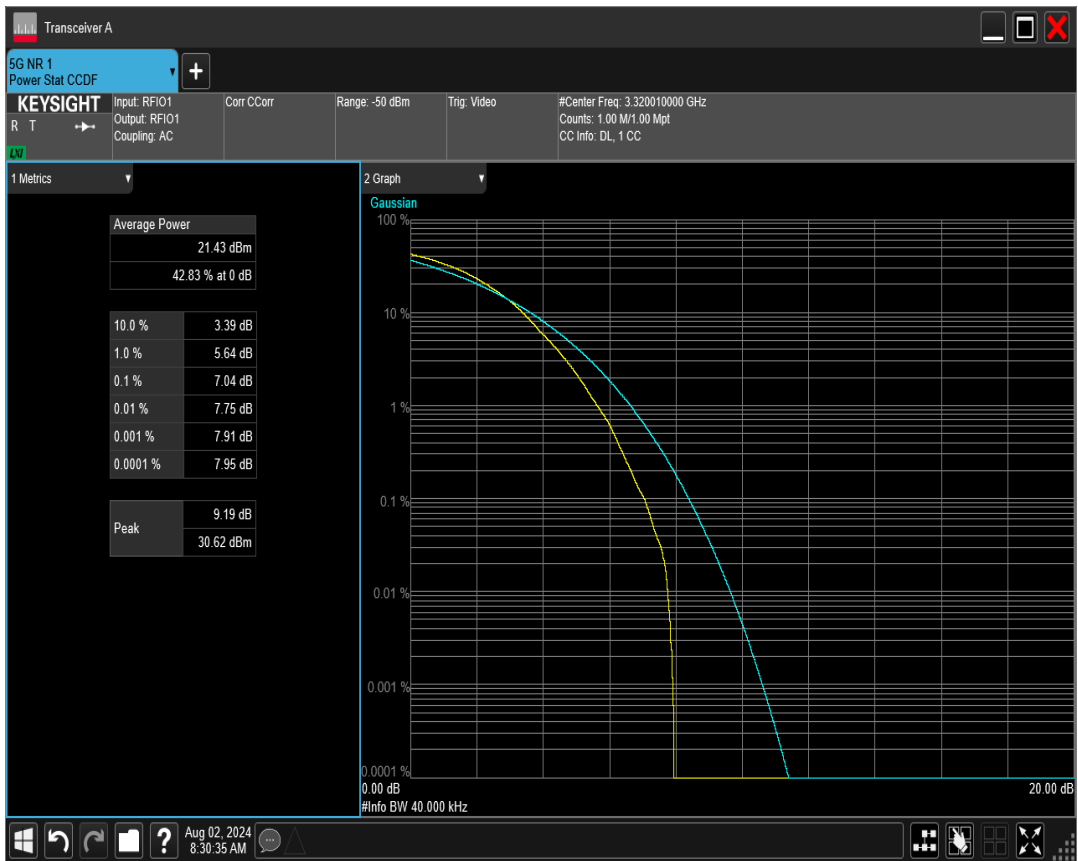 Transceiver A
5G NR 1
Power Stat CCDF
KEYSIGHT
R T
LXI
Input: RFIO1
Output: RFIO1
Coupling: AC
Corr CCorr
Range: -50 dBm
Trig: Video
#Center Freq: 3.320010000 GHz
Counts: 1.00 M/1.00 Mpt
CC Info: DL, 1 CC
1 Metrics
Average Power
21.43 dBm
42.83 % at 0 dB
10.0 % 3.39 dB
1.0 % 5.64 dB
0.1 % 7.04 dB
0.01 % 7.75 dB
0.001 % 7.91 dB
0.0001 % 7.95 dB
Peak
9.19 dB
30.62 dBm
2 Graph
Gaussian
100 %
10 %
1 %
0.1 %
0.01 %
0.001 %
0.0001 %
0.00 dB 20.00 dB
#Info BW 40.000 kHz
Aug 02, 2024
8:30:35 AM